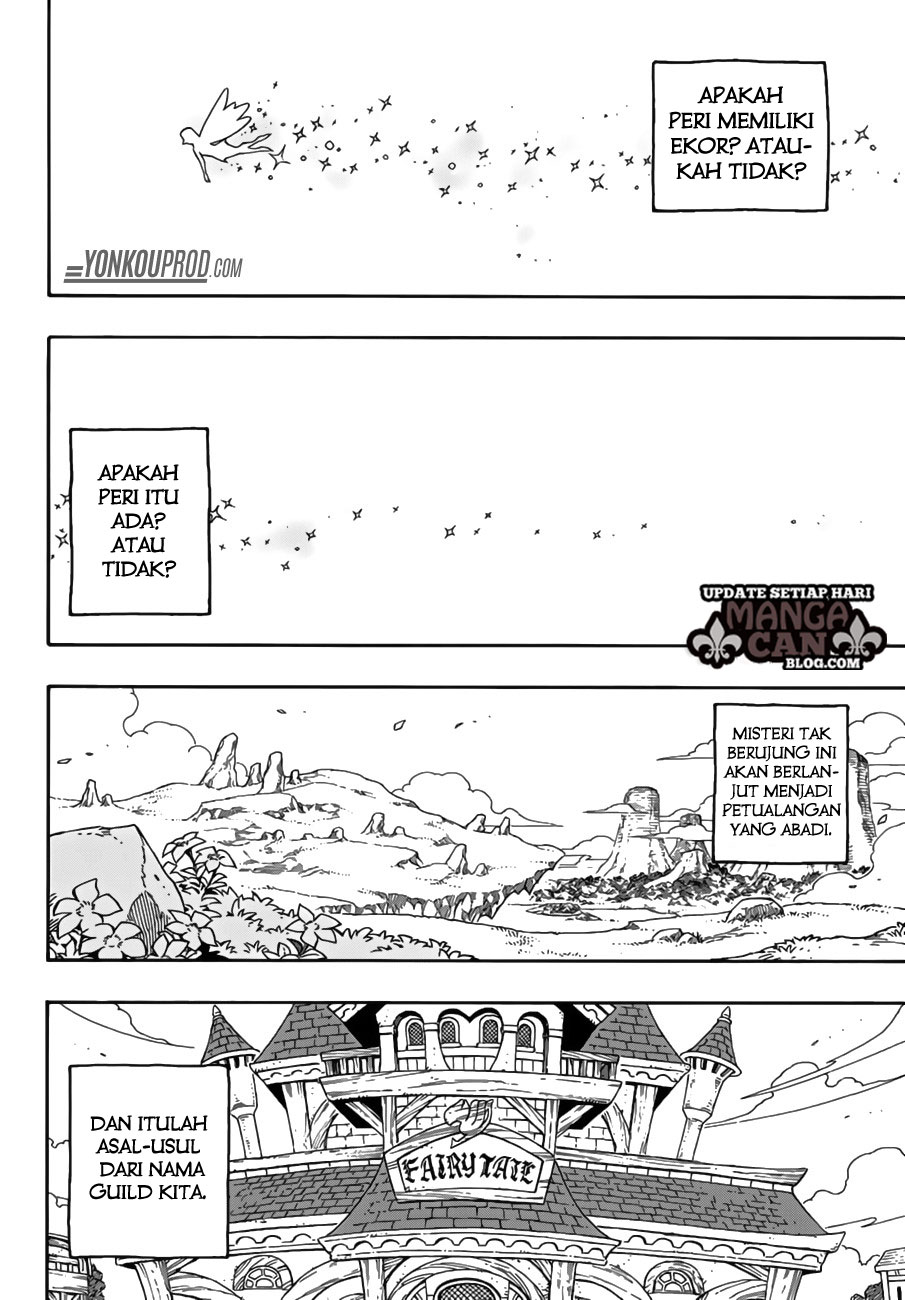 APAKAH
PERI MEMILIKI
EKOR? ATAU-
KAH TIDAK?
=YONKOUPROD.COM
APAKAH
PERI ITU
ADA?
ATAU
TIDAK?
UPDATE SETIAP HARI
MANGA
CAN
BLOG.COM
MISTERI TAK
BERUJUNG INI
AKAN BERLAN-
JUT MENJADI
PETUALANGAN
YANG ABADI.
DAN ITULAH
ASAL-USUL
DARI NAMA
GUILD KITA.
FAIRY TAIL